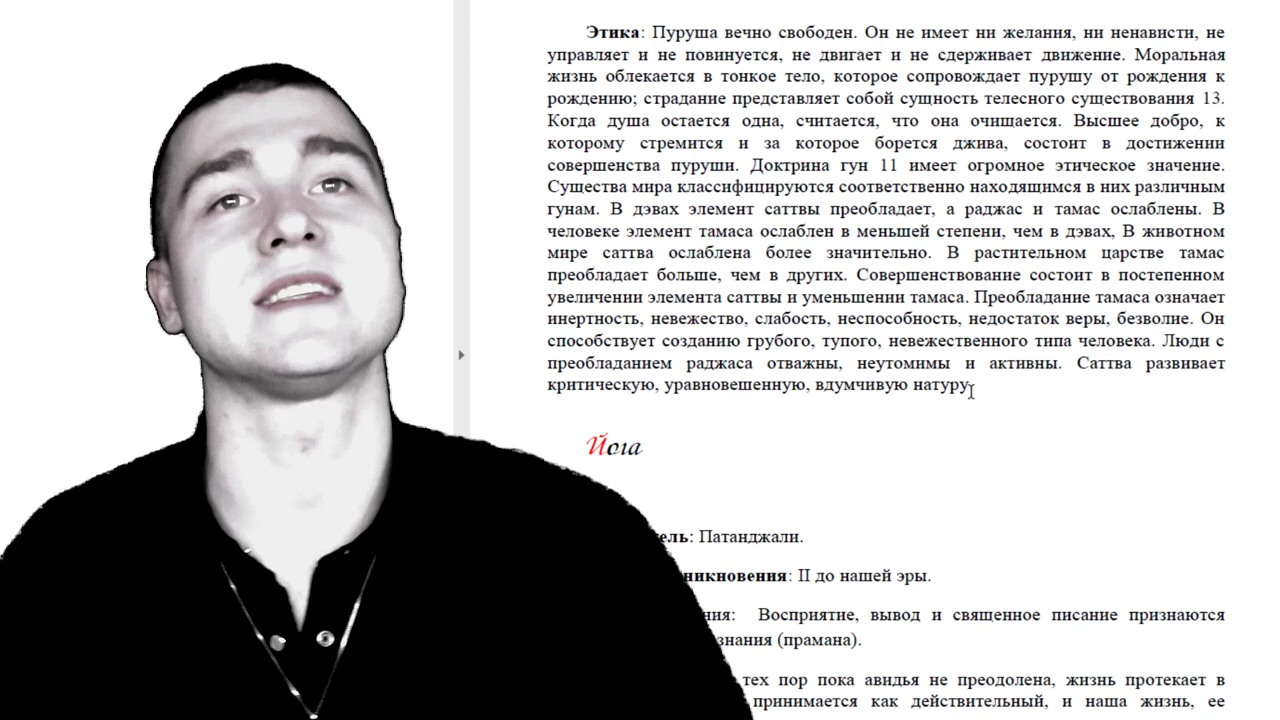 Этика: Пуруша вечно свободен. Он не имеет ни желания, ни ненависти, не
управляет и не повинуется, не двигает и не сдерживает движение. Моральная
жизнь облекается в тонкое тело, которое сопровождает пурушу от рождения к
рождению; страдание представляет собой сущность телесного существования 13.
Когда душа остается одна, считается, что она очищается. Высшее добро, к
которому стремится и за которое борется джива, состоит в достижении
совершенства пуруши. Доктрина гун 11 имеет огромное этическое значение.
Существа мира классифицируются соответственно находящимся в них различным
гунам. В дэвах элемент саттвы преобладает, а раджас и тамас ослаблены. В
человеке элемент тамаса ослаблен в меньшей степени, чем в дэвах, В животном
мире саттва ослаблена более значительно. В растительном царстве тамас
преобладает больше, чем в других. Совершенствование состоит в постепенном
увеличении элемента саттвы и уменьшении тамаса. Преобладание тамаса означает
инертность, невежество, слабость, неспособность, недостаток веры, безволие. Он
способствует созданию грубого, тупого, невежественного типа человека. Люди с
преобладанием раджаса отважны, неутомимы и активны. Саттва развивает
критическую, уравновешенную, вдумчивую натуру
Йога
ель: Патанджали.
никновения: II до нашей эры.
ния: Восприятие, вывод и священное писание признаются
знания (прамана).
тех пор пока авидья не преодолена, жизнь протекает в
принимается как действительный, и наша жизнь, ее